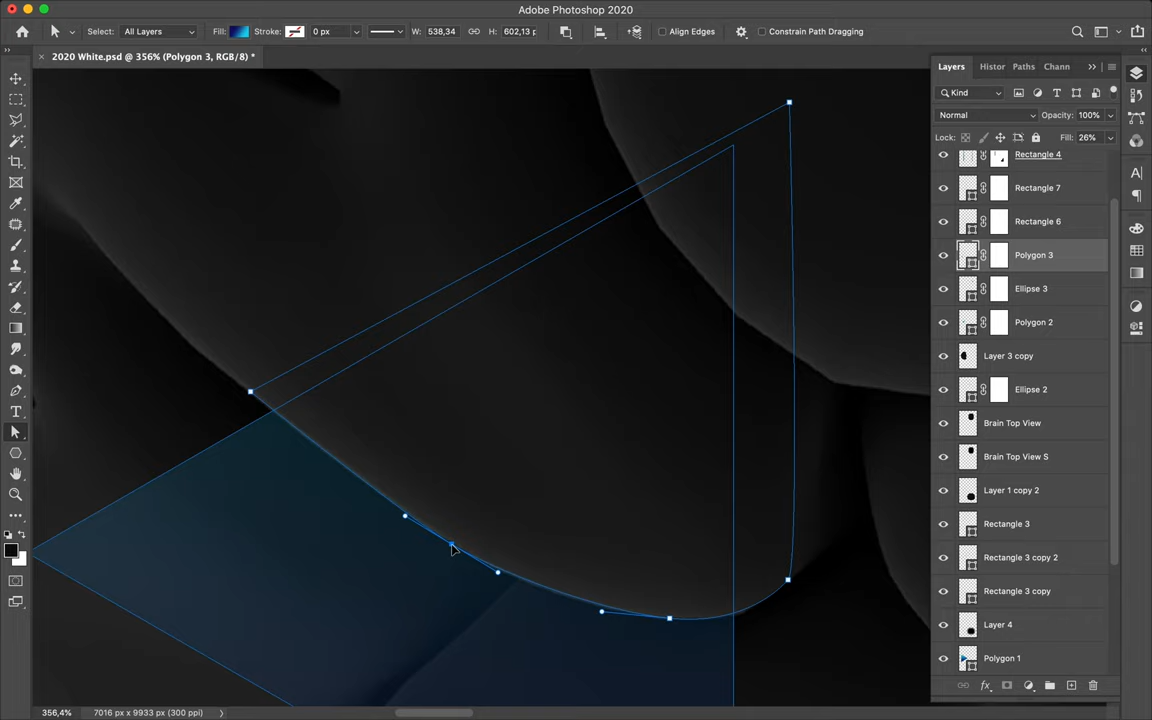 Adobe Photoshop 2020
Select: All Layers Fill: Stroke: 0 px W: 538,34 H: 602,13 p Align Edges Constrain Path Dragging
2020 White.psd @ 356% (Polygon 3, RGB/8) *
Layers Histor Paths Chann
Kind
Normal Opacity: 100%
Lock: Fill: 26%
Rectangle 4
Rectangle 7
Rectangle 6
Polygon 3
Ellipse 3
Polygon 2
Layer 3 copy
Ellipse 2
Brain Top View
Brain Top View S
Layer 1 copy 2
Rectangle 3
Rectangle 3 copy 2
Rectangle 3 copy
Layer 4
Polygon 1
356,4% 7016 px x 9933 px (300 ppi)